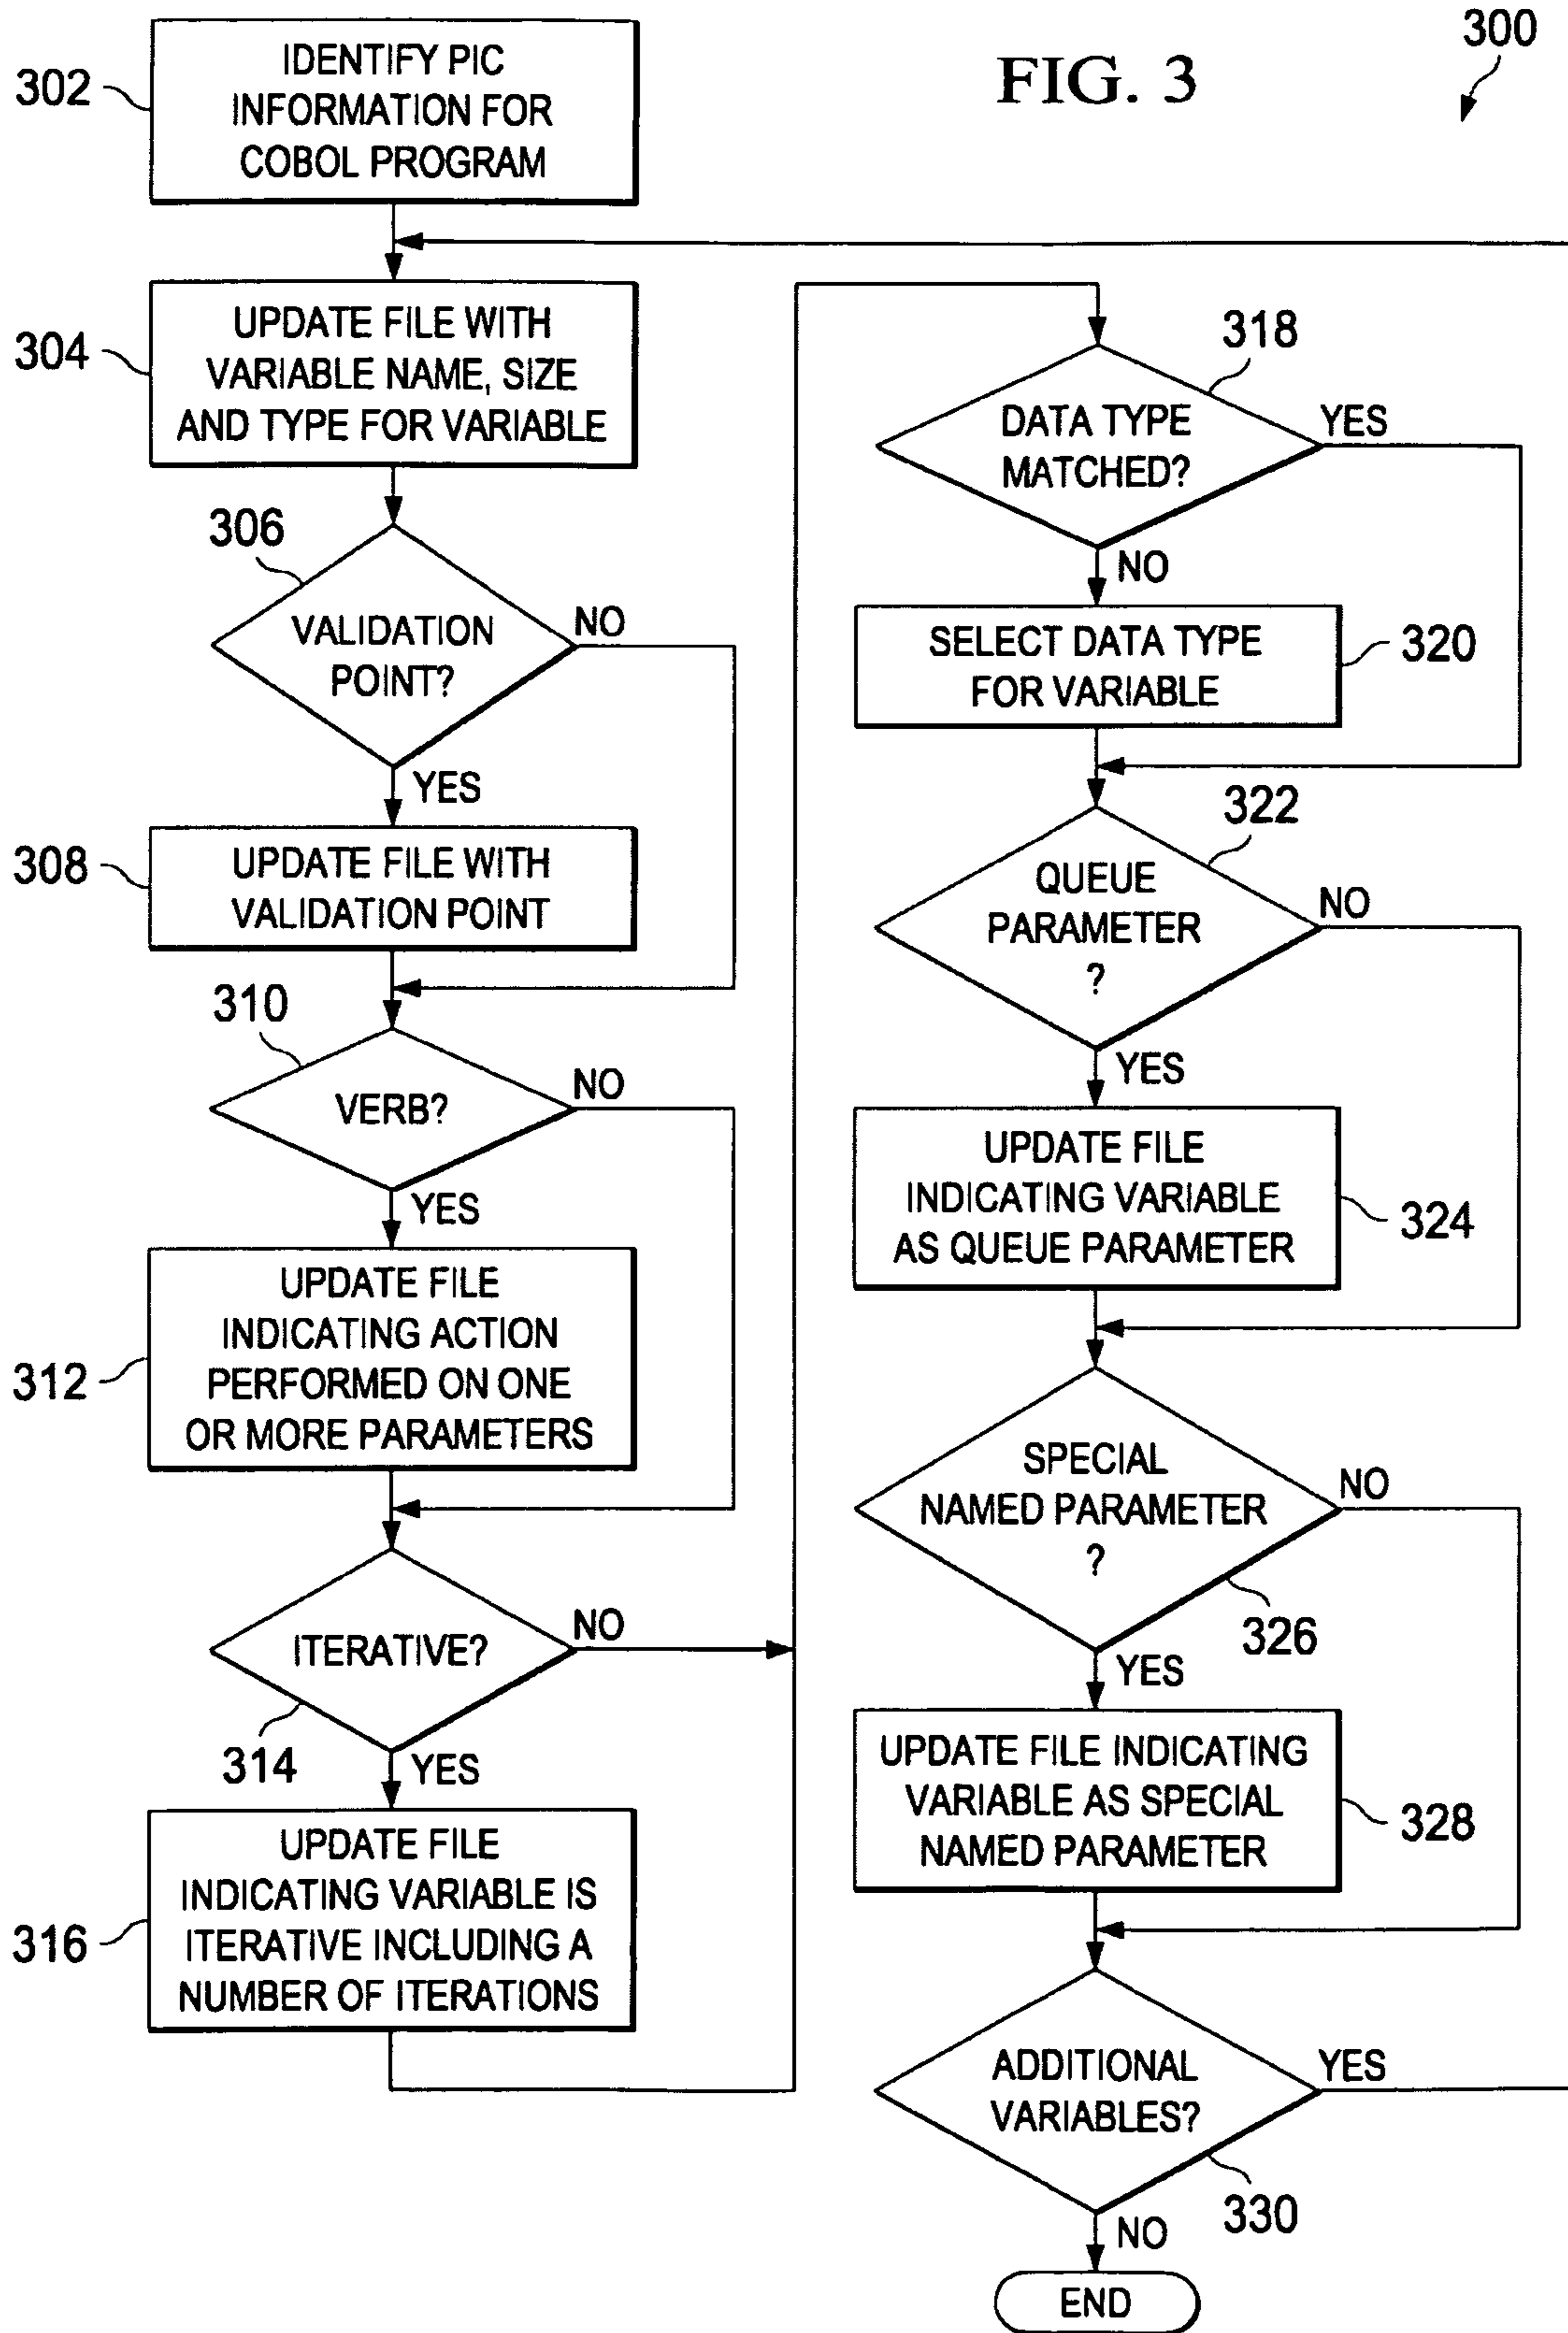 FIG. 3
300
302
IDENTIFY PIC
INFORMATION FOR
COBOL PROGRAM
304
UPDATE FILE WITH
VARIABLE NAME, SIZE
AND TYPE FOR VARIABLE
306
VALIDATION
POINT?
NO
YES
308
UPDATE FILE WITH
VALIDATION POINT
310
VERB?
NO
YES
312
UPDATE FILE
INDICATING ACTION
PERFORMED ON ONE
OR MORE PARAMETERS
ITERATIVE?
NO
314
YES
316
UPDATE FILE
INDICATING VARIABLE IS
ITERATIVE INCLUDING A
NUMBER OF ITERATIONS
318
DATA TYPE
MATCHED?
YES
NO
SELECT DATA TYPE
FOR VARIABLE
320
322
QUEUE
PARAMETER
?
NO
YES
UPDATE FILE
INDICATING VARIABLE
AS QUEUE PARAMETER
324
SPECIAL
NAMED PARAMETER
?
NO
326
YES
UPDATE FILE INDICATING
VARIABLE AS SPECIAL
NAMED PARAMETER
328
ADDITIONAL
VARIABLES?
YES
330
NO
END